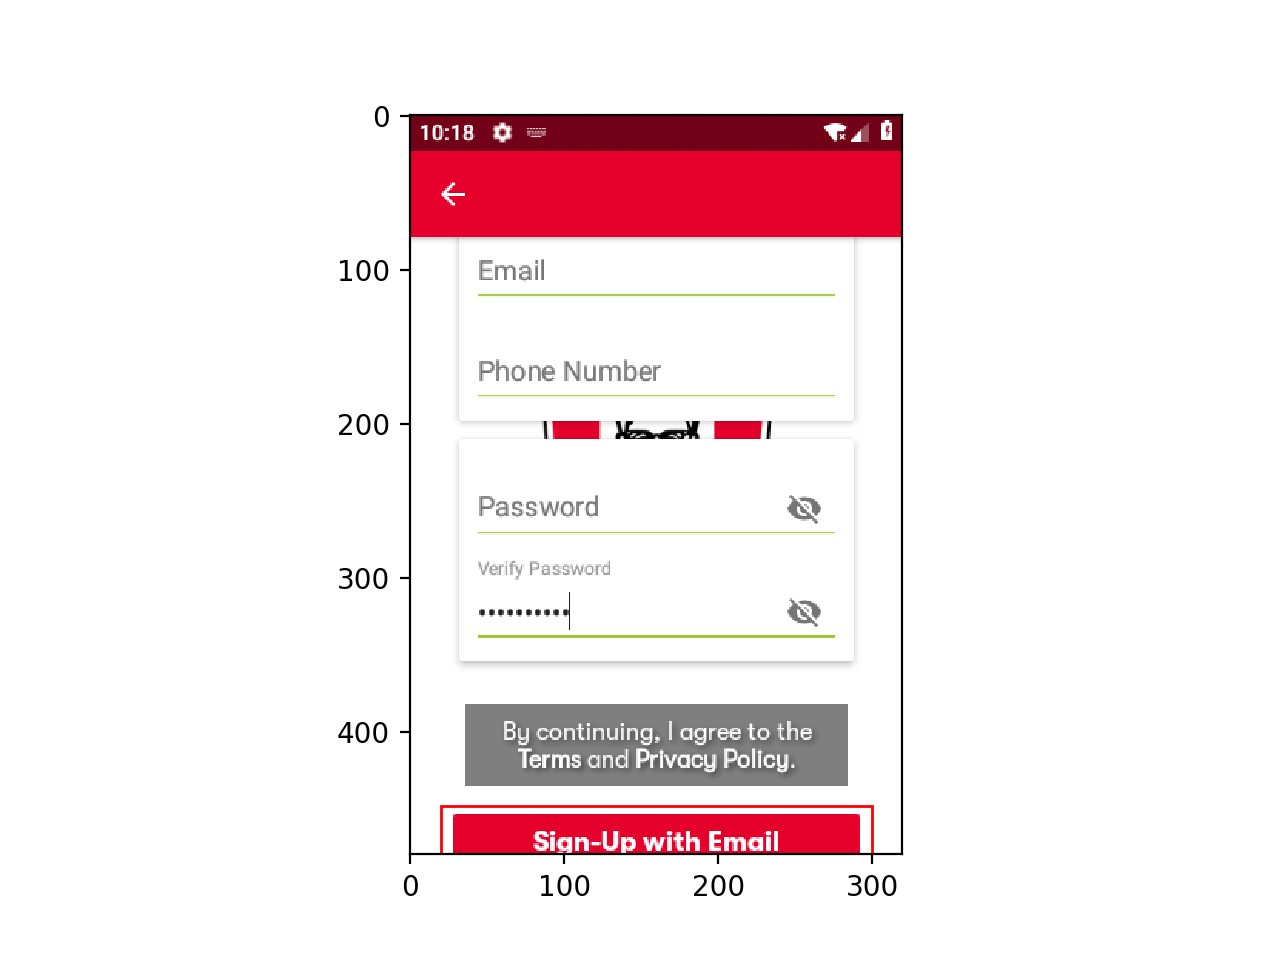 0
100
200
300
400
10:18
Email
Phone Number
Password
Verify Password
••••••••••
By continuing, I agree to the
Terms and Privacy Policy.
Sign-Up with Email
0
100
200
300